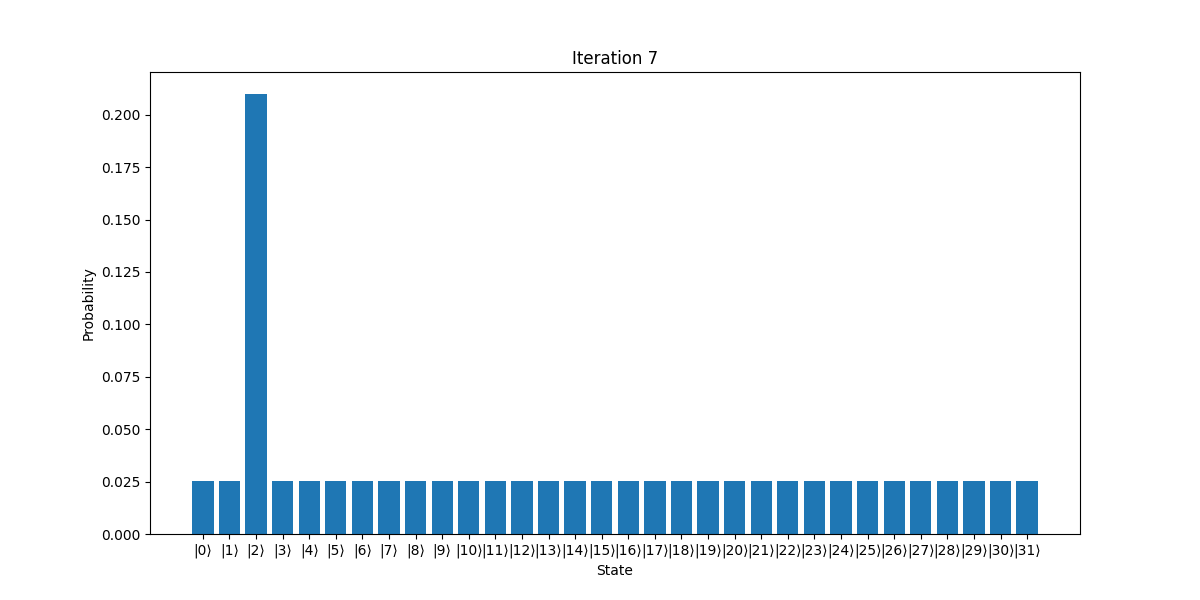 Iteration 7
Probability
0.200
0.175
0.150
0.125
0.100
0.075
0.050
0.025
0.000
|0⟩ |1⟩ |2⟩ |3⟩ |4⟩ |5⟩ |6⟩ |7⟩ |8⟩ |9⟩ |10⟩ |11⟩ |12⟩ |13⟩ |14⟩ |15⟩ |16⟩ |17⟩ |18⟩ |19⟩ |20⟩ |21⟩ |22⟩ |23⟩ |24⟩ |25⟩ |26⟩ |27⟩ |28⟩ |29⟩ |30⟩ |31⟩
State